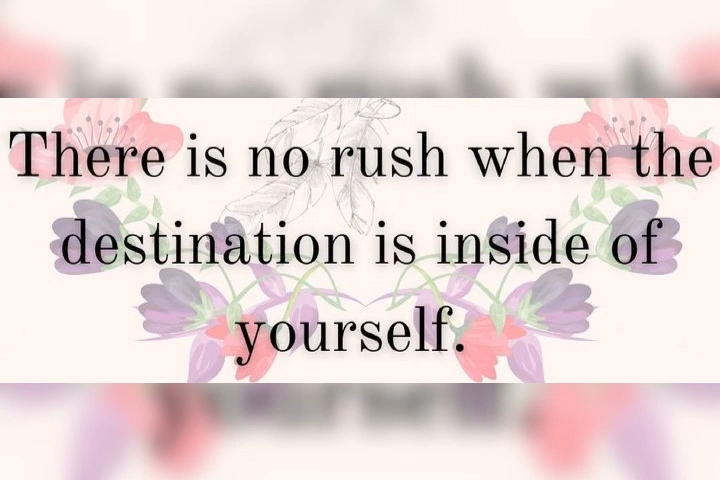 There is no rush when the
destination is inside of
yourself.